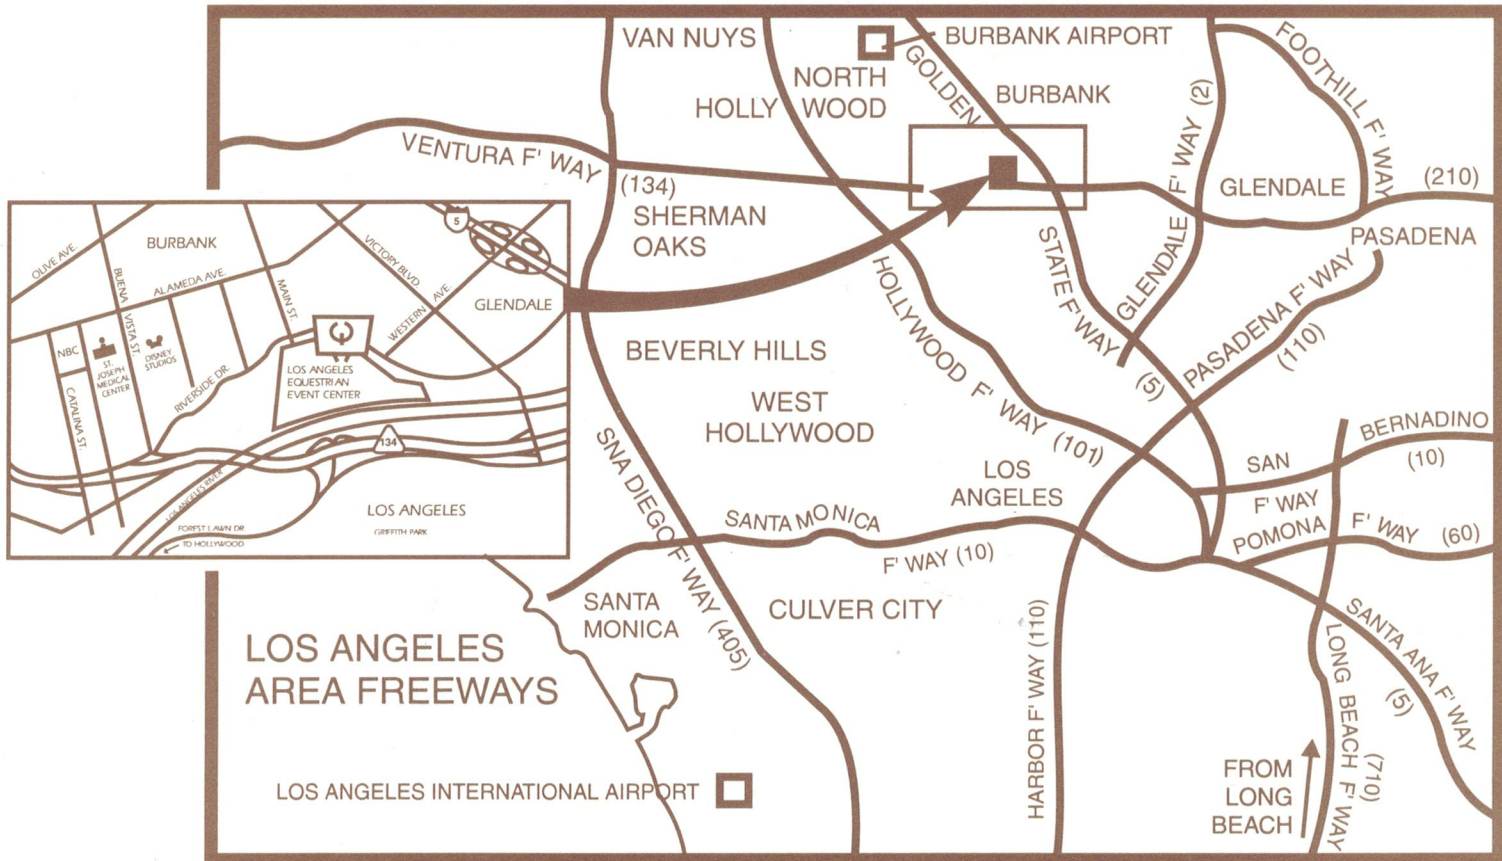 VAN NUYS
BURBANK AIRPORT
NORTH
HOLLY WOOD
GOLDEN
STATE F' WAY
(5)
BURBANK
GLENDALE F' WAY (2)
FOOTHILL F' WAY
(210)
GLENDALE
PASADENA
VENTURA F' WAY
(134)
SHERMAN
OAKS
HOLLYWOOD F' WAY (101)
PASADENA F' WAY
(110)
BEVERLY HILLS
WEST
HOLLYWOOD
LOS
ANGELES
SAN BERNADINO
F' WAY
(10)
POMONA F' WAY (60)
SNA DIEGO F' WAY (405)
SANTA MONICA
F' WAY (10)
SANTA
MONICA
CULVER CITY
HARBOR F' WAY (110)
SANTA ANA F' WAY
(5)
LONG BEACH F' WAY
(710)
FROM
LONG
BEACH
LOS ANGELES
AREA FREEWAYS
LOS ANGELES INTERNATIONAL AIRPORT
OLIVE AVE.
BURBANK
BUENA VISTA ST.
ALAMEDA AVE.
MAIN ST.
VICTORY BLVD
WESTERN AVE.
5
GLENDALE
NBC
CATALINA ST.
ST.
JOSEPH
MEDICAL
CENTER
DISNEY
STUDIOS
RIVERSIDE DR.
LOS ANGELES
EQUESTRIAN
EVENT CENTER
134
LOS ANGELES RIVER
FOREST LAWN DR.
TO HOLLYWOOD
LOS ANGELES
GRIFFITH PARK